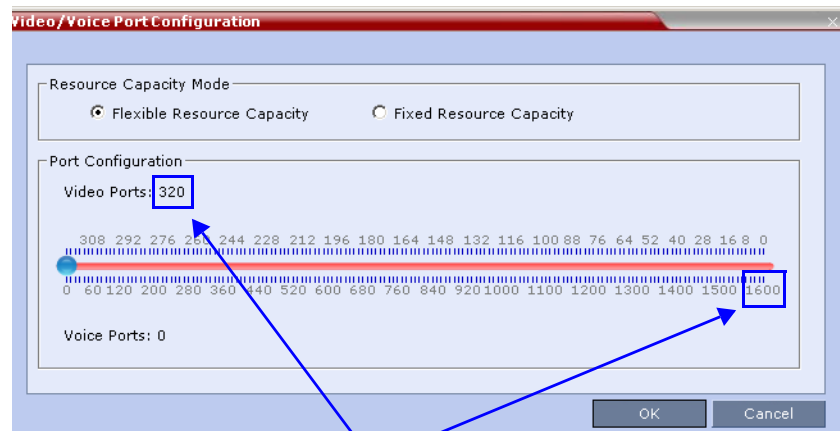 Video/Voice Port Configuration
Resource Capacity Mode
Flexible Resource Capacity Fixed Resource Capacity
Port Configuration
Video Ports: 320
308 292 276 260 244 228 212 196 180 164 148 132 116 100 88 76 64 52 40 28 16 8 0
0 60 120 200 280 360 440 520 600 680 760 840 920 1000 1100 1200 1300 1400 1500 1600
Voice Ports: 0
OK Cancel